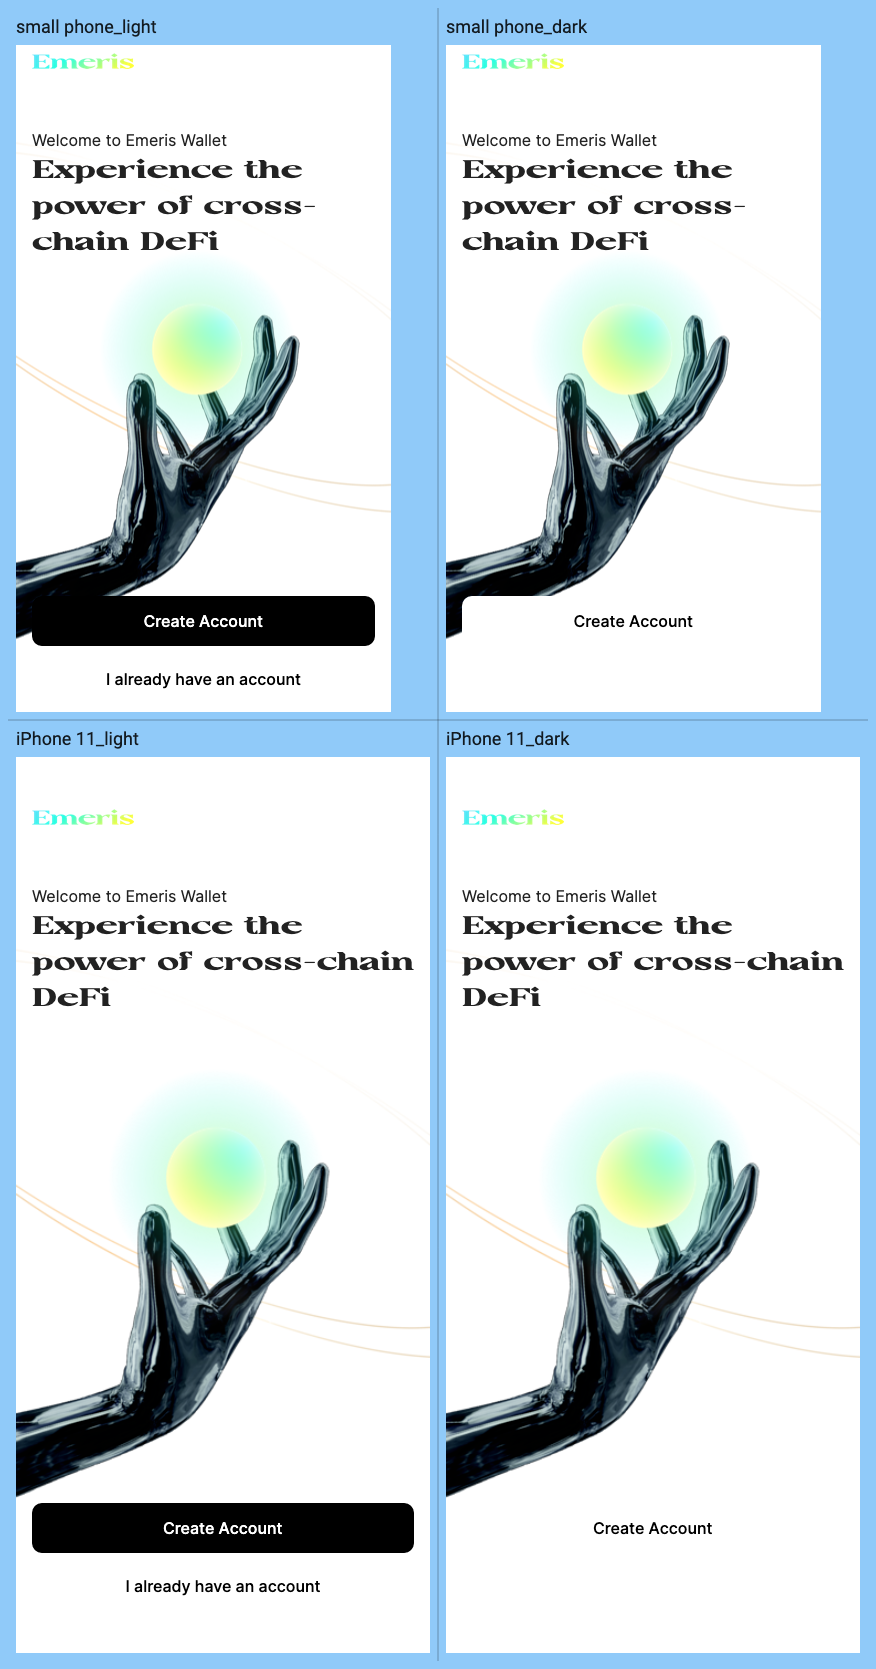 small phone_light
Emeris
Welcome to Emeris Wallet
Experience the
power of cross-
chain DeFi
Create Account
I already have an account
small phone_dark
Emeris
Welcome to Emeris Wallet
Experience the
power of cross-
chain DeFi
Create Account
iPhone 11_light
Emeris
Welcome to Emeris Wallet
Experience the
power of cross-chain
DeFi
Create Account
I already have an account
iPhone 11_dark
Emeris
Welcome to Emeris Wallet
Experience the
power of cross-chain
DeFi
Create Account